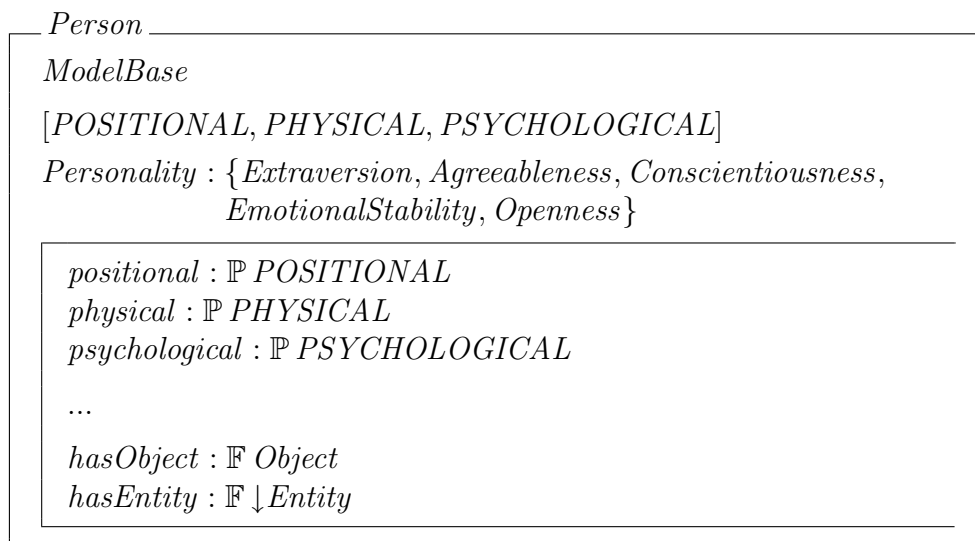 Person
ModelBase
[POSITIONAL, PHYSICAL, PSYCHOLOGICAL]
Personality : {Extraversion, Agreeableness, Conscientiousness,
EmotionalStability, Openness}
positional : ℙ POSITIONAL
physical : ℙ PHYSICAL
psychological : ℙ PSYCHOLOGICAL
...
hasObject : 𝔽 Object
hasEntity : 𝔽 ↓Entity